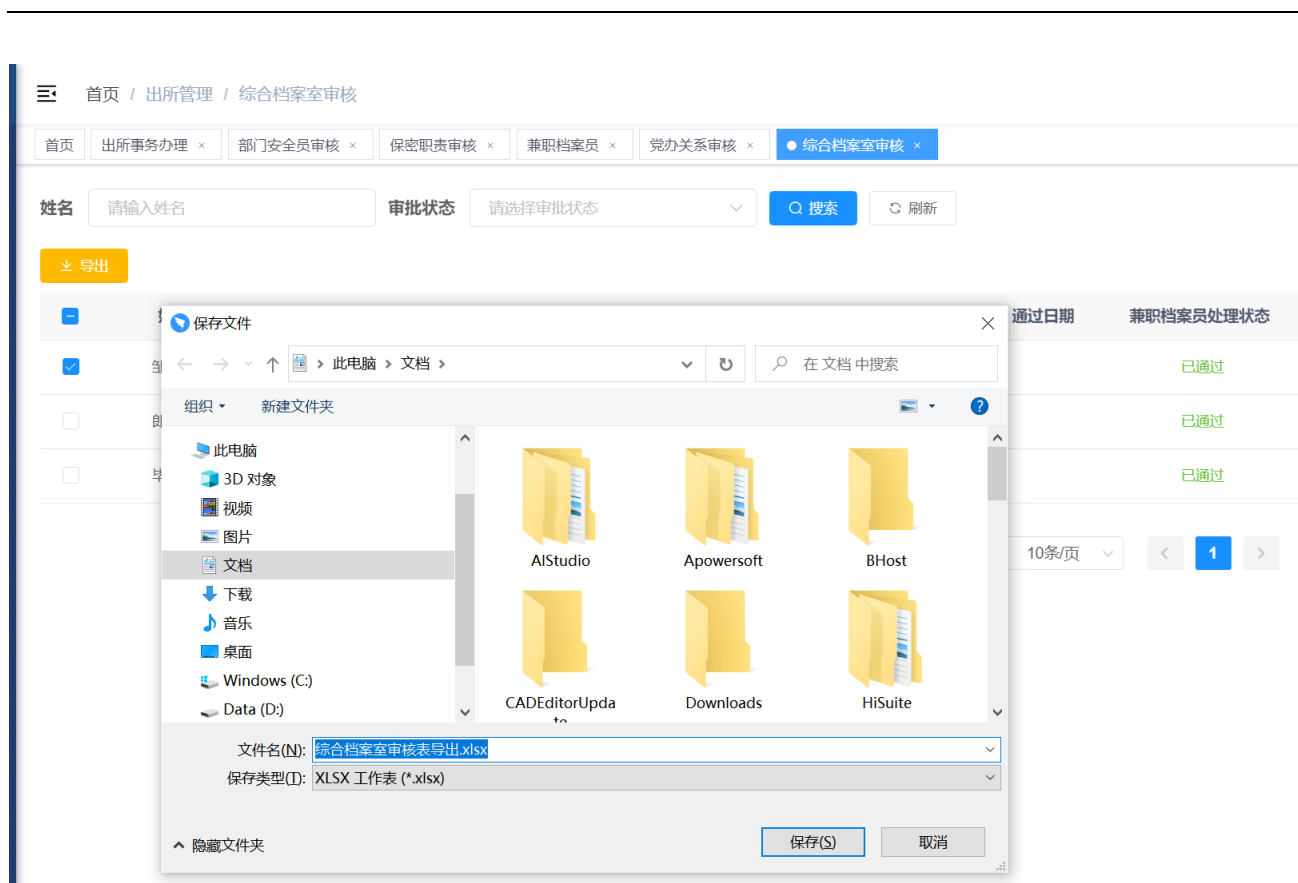 首页 / 出所管理 / 综合档案室审核
首页 出所事务办理 × 部门安全员审核 × 保密职责审核 × 兼职档案员 × 党办关系审核 × 综合档案室审核 ×
姓名 请输入姓名 审批状态 请选择审批状态 搜索 刷新
导出
通过日期 兼职档案员处理状态
保存文件
此电脑 文档
在 文档 中搜索
组织 新建文件夹
已通过
已通过
已通过
此电脑
3D 对象
视频
图片
文档
下载
音乐
桌面
Windows (C:)
Data (D:)
AIStudio Apowersoft BHost
CADEditorUpda Downloads HiSuite
10条/页 < 1 >
文件名(N): 综合档案室审核表导出.xlsx
保存类型(T): XLSX 工作表 (*.xlsx)
隐藏文件夹 保存(S) 取消